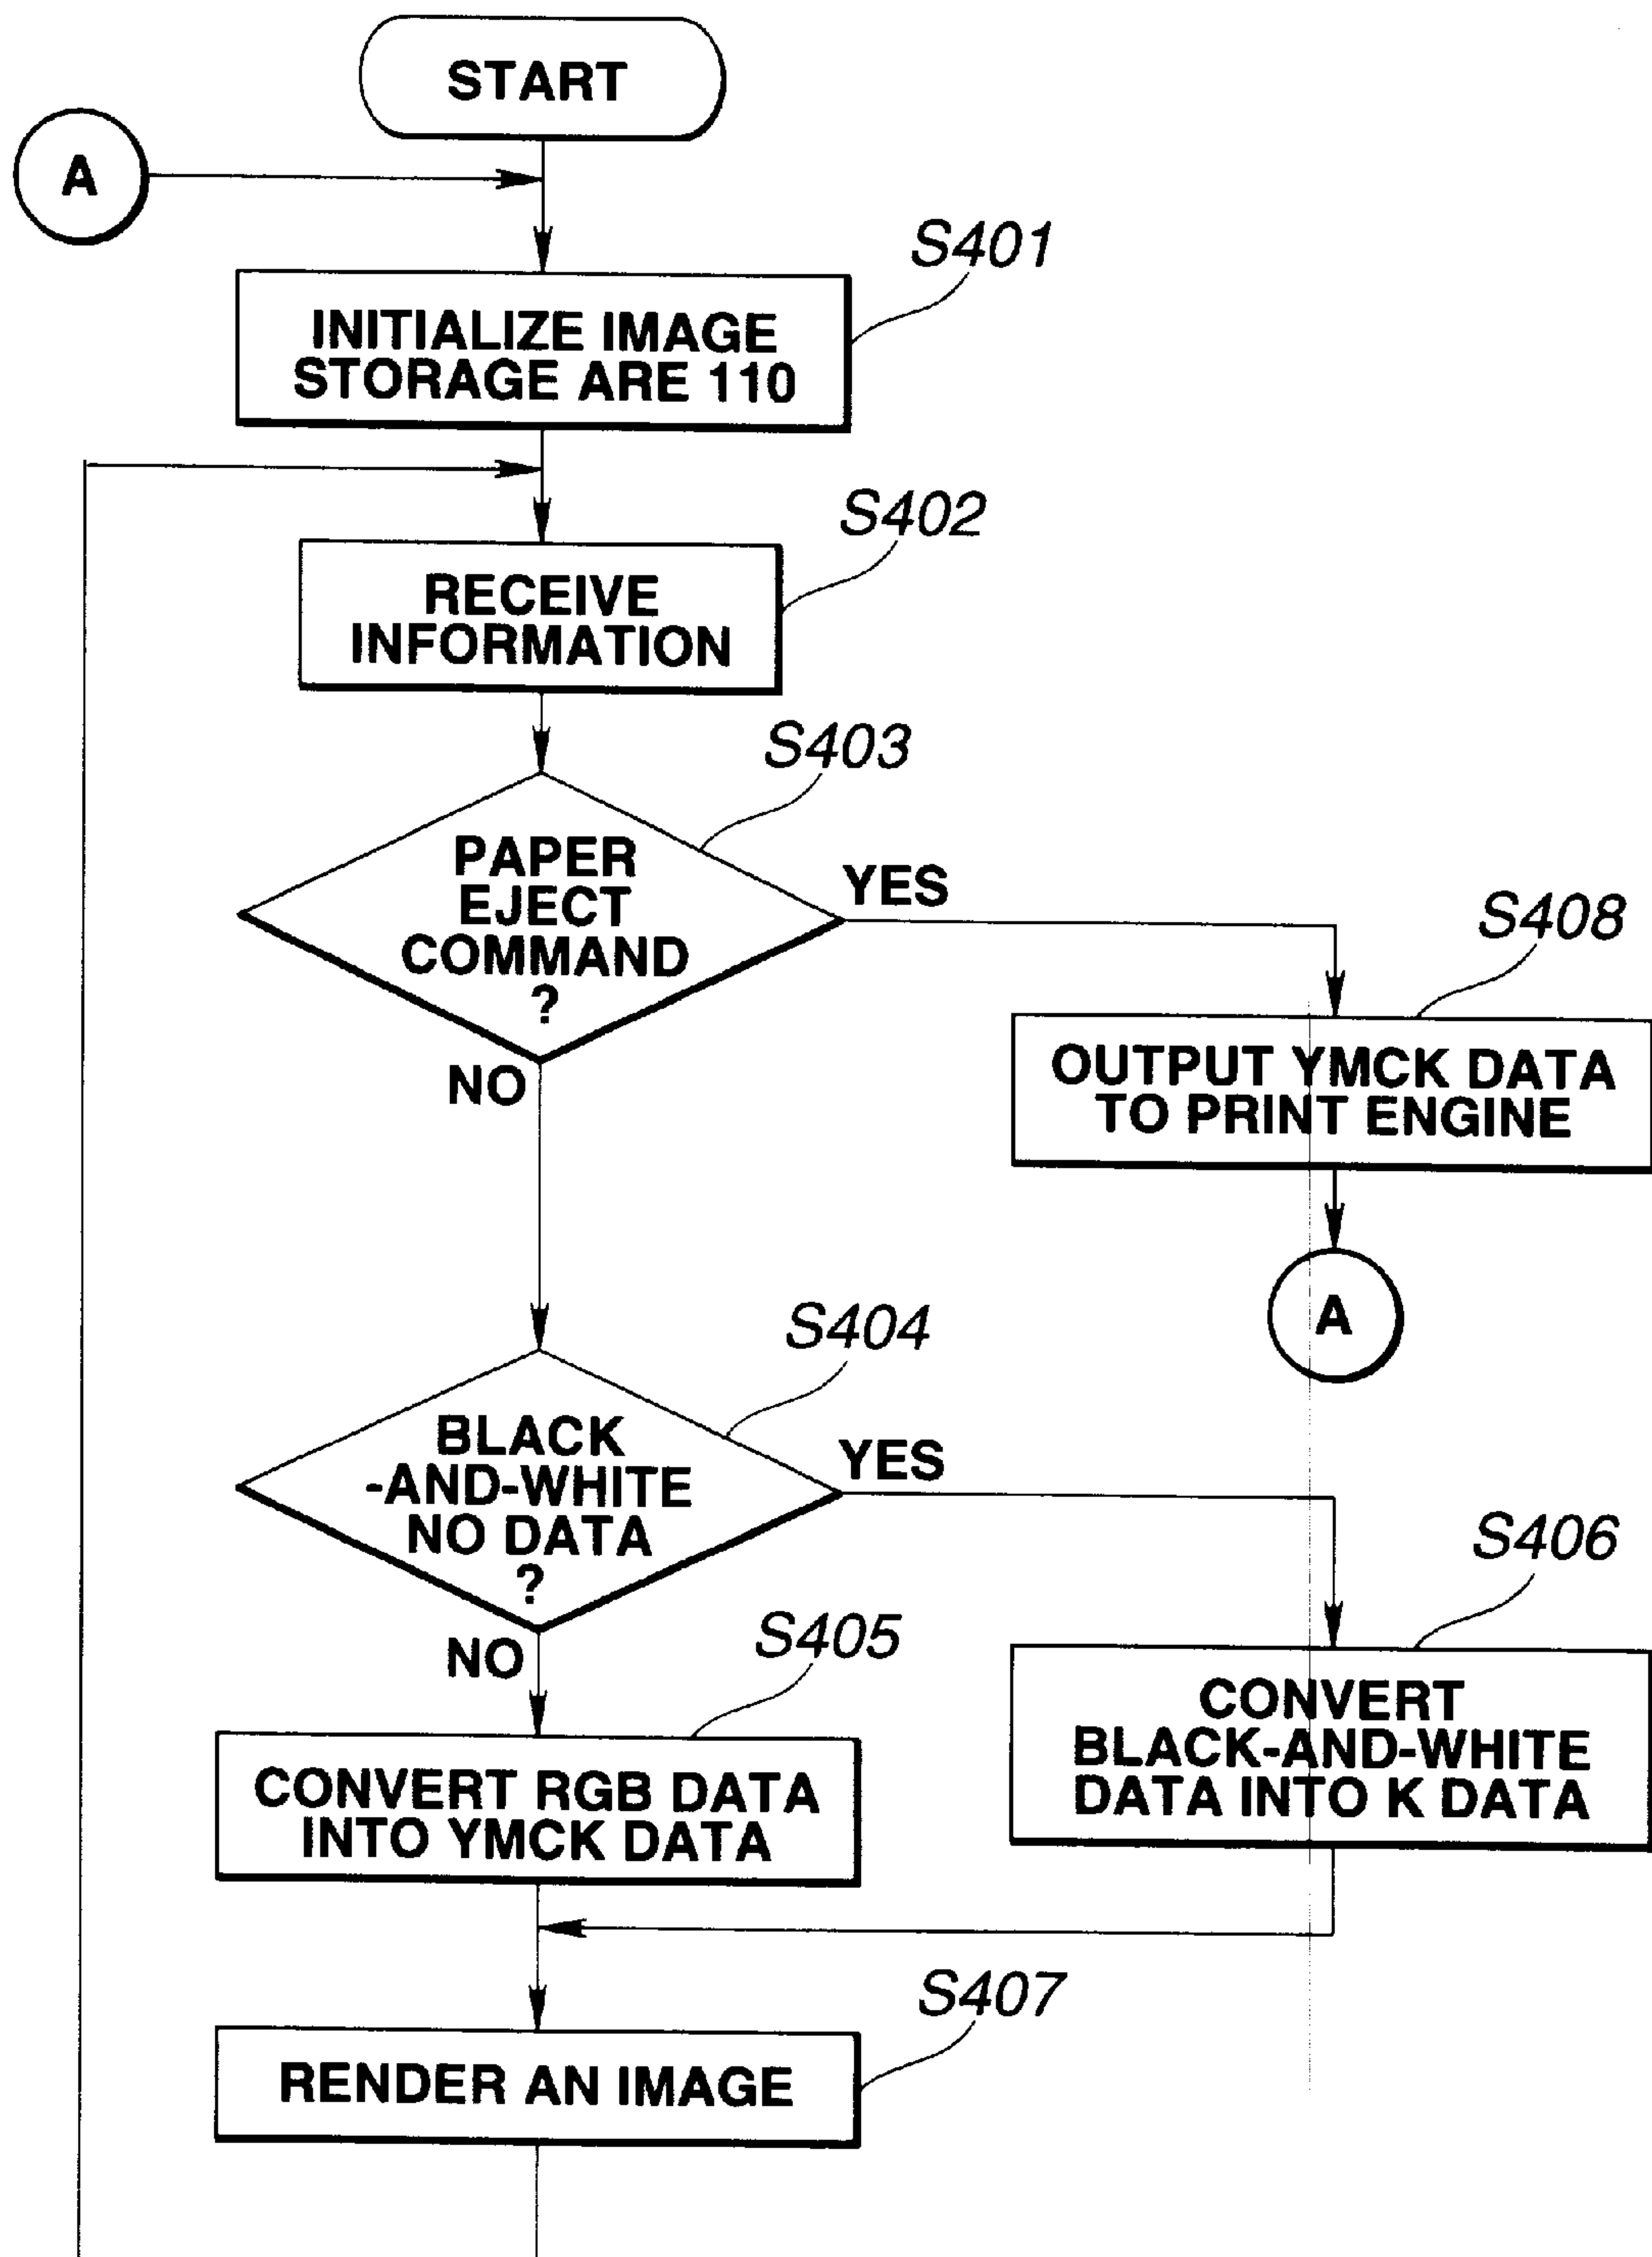 START
A
S401
INITIALIZE IMAGE
STORAGE ARE 110
S402
RECEIVE
INFORMATION
S403
PAPER
EJECT
COMMAND
?
YES
NO
S408
OUTPUT YMCK DATA
TO PRINT ENGINE
A
S404
BLACK
-AND-WHITE
NO DATA
?
YES
NO
S406
CONVERT
BLACK-AND-WHITE
DATA INTO K DATA
S405
CONVERT RGB DATA
INTO YMCK DATA
S407
RENDER AN IMAGE